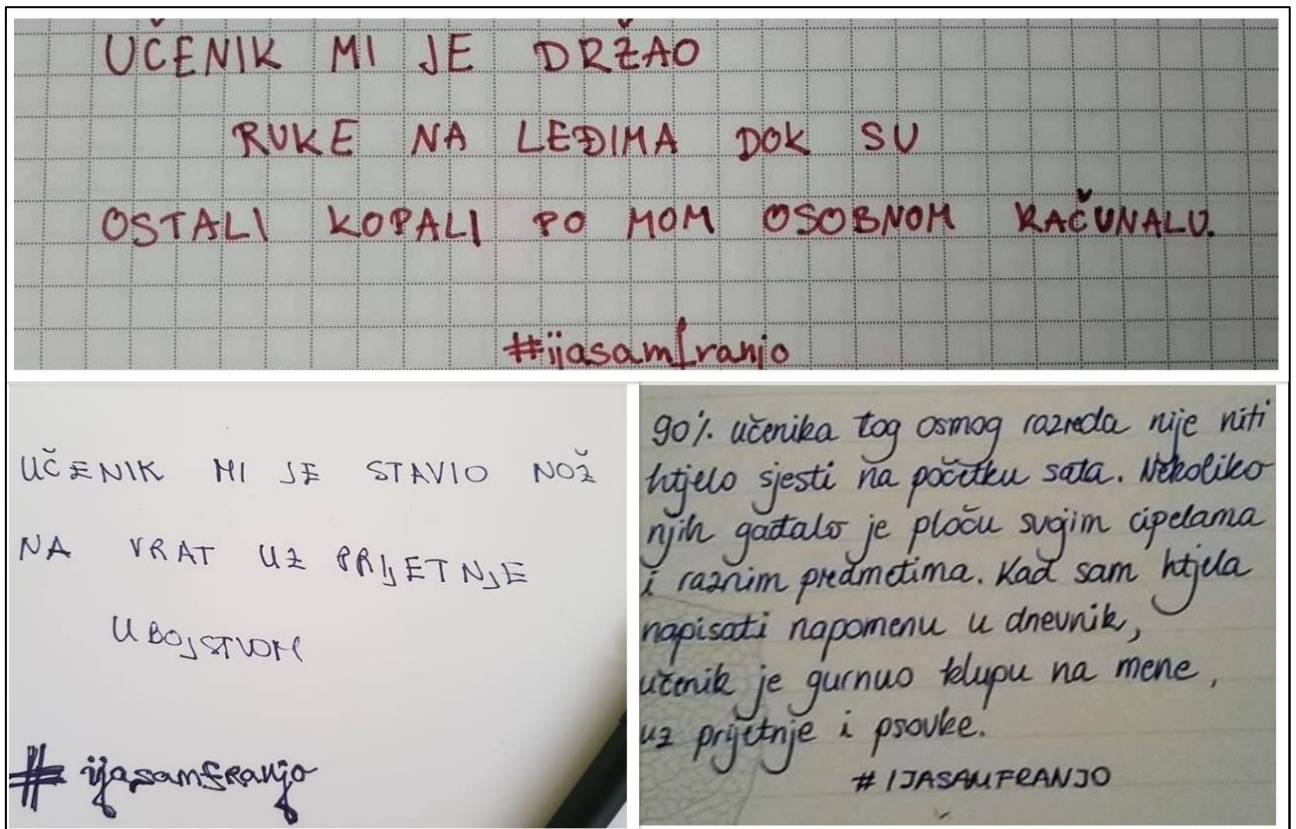 UČENIK MI JE DRŽAO
RUKE NA LEĐIMA DOK SU
OSTALI KOPALI PO MOM OSOBNOM RAČUNALU.
#ijasamfranjo
UČENIK MI JE STAVIO NOŽ
NA VRAT UZ PRIJETNJE
UBOJSTVOM
#ijasamfranjo
90% učenika tog osmog razreda nije niti
htjelo sjesti na početku sata. Nekoliko
njih gađalo je ploču svojim cipelama
i raznim predmetima. Kad sam htjela
napisati napomenu u dnevnik,
učenik je gurnuo klupu na mene,
uz prijetnje i psovke.
#IJASAMFRANJO